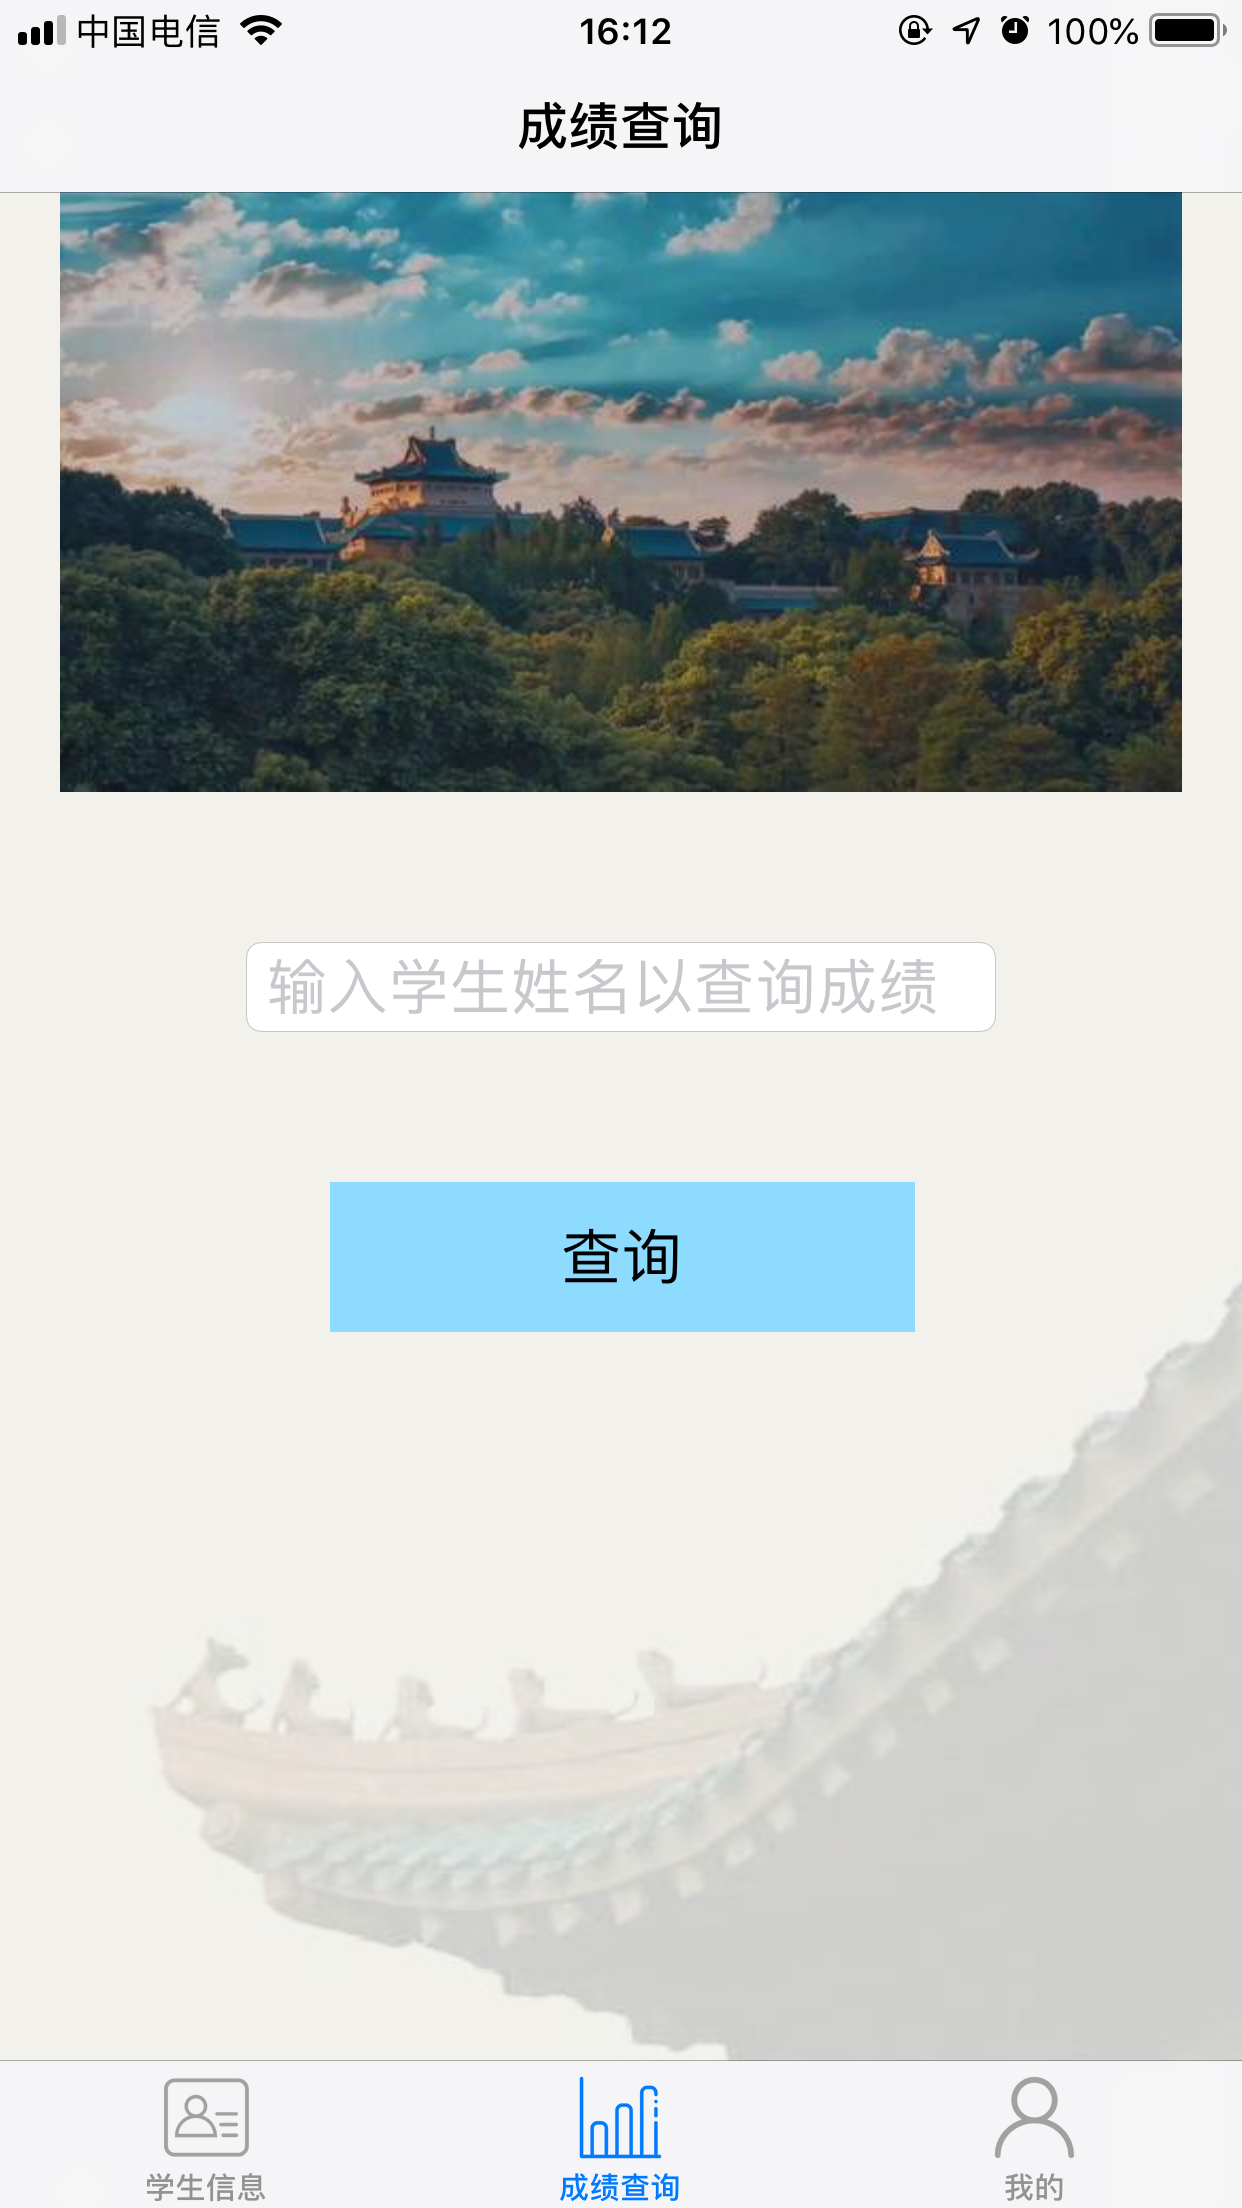 中国电信 16:12 100%
成绩查询
输入学生姓名以查询成绩
查询
学生信息 成绩查询 我的